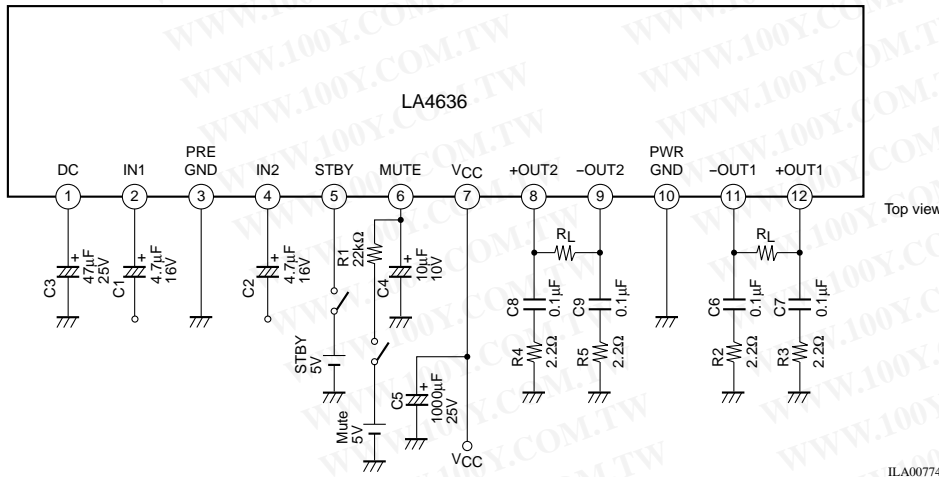 LA4636
DC
IN1
PRE
GND
IN2
STBY
MUTE
VCC
+OUT2
–OUT2
PWR
GND
–OUT1
+OUT1
1
2
3
4
5
6
7
8
9
10
11
12
Top view
C3
+
47µF
25V
C1
+
4.7µF
16V
C2
+
4.7µF
16V
R1
22kΩ
C4
+
10µF
10V
RL
RL
C8
0.1µF
C9
0.1µF
C6
0.1µF
C7
0.1µF
R4
2.2Ω
R5
2.2Ω
R2
2.2Ω
R3
2.2Ω
STBY
5V
Mute
5V
C5
+
1000µF
25V
VCC
ILA00774
WWW.100Y.COM.TW